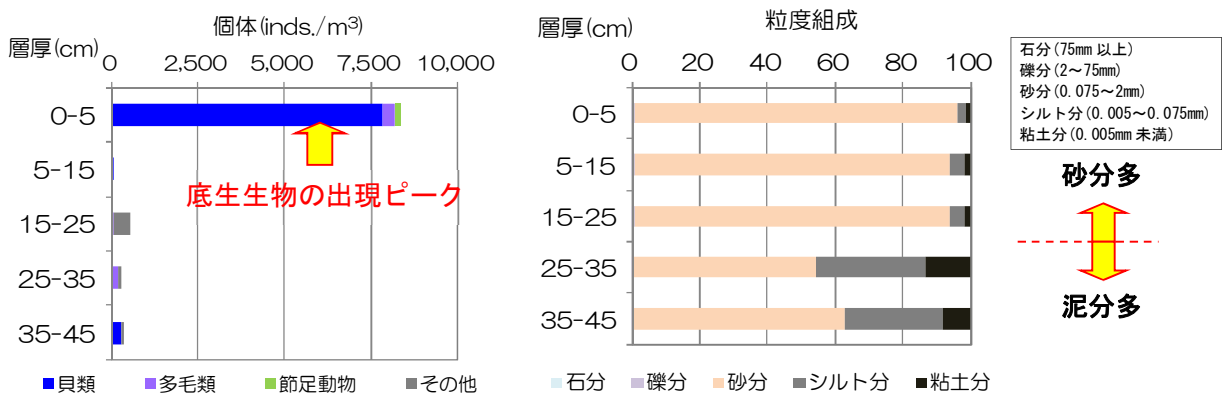 個体(inds./m³)
層厚(cm)
0 2,500 5,000 7,500 10,000
0-5
5-15
15-25
25-35
35-45
底生生物の出現ピーク
貝類 多毛類 節足動物 その他
粒度組成
層厚(cm)
0 20 40 60 80 100
0-5
5-15
15-25
25-35
35-45
石分 礫分 砂分 シルト分 粘土分
石分(75mm 以上)
礫分(2~75mm)
砂分(0.075~2mm)
シルト分(0.005~0.075mm)
粘土分(0.005mm 未満)
砂分多
泥分多